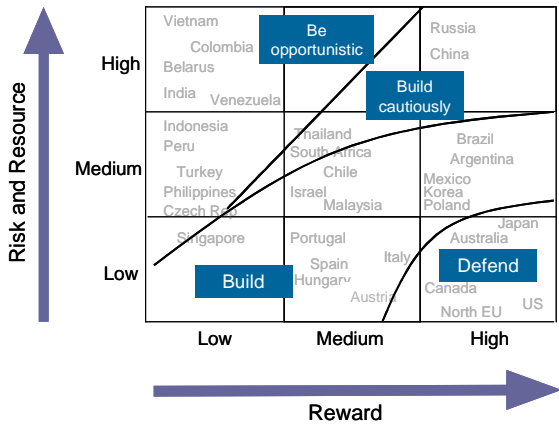 Risk and Resource
High
Medium
Low
Vietnam
Colombia
Belarus
India
Venezuela
Be
opportunistic
Russia
China
Build
cautiously
Indonesia
Peru
Turkey
Philippines
Czech Rep
Thailand
South Africa
Chile
Israel
Malaysia
Brazil
Argentina
Mexico
Korea
Poland
Singapore
Build
Portugal
Spain
Hungary
Italy
Austria
Japan
Australia
Defend
Canada
North EU
US
Low
Medium
High
Reward